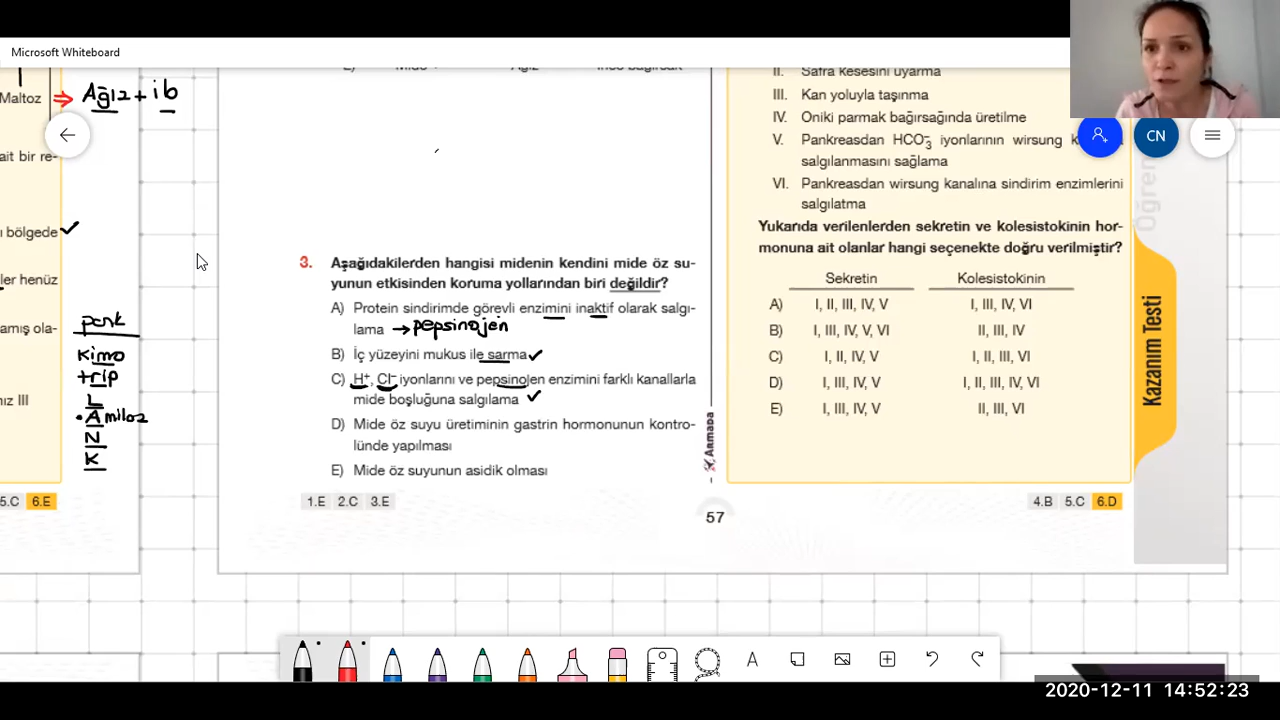 Microsoft Whiteboard
Maltoz ⇒ Ağız + ib
ait bir re-
ı bölgede ✓
ler henüz
amış ola-
nız III
pank
Kimo
trip
L
• Amiloz
N
K
5.C 6.E
3. Aşağıdakilerden hangisi midenin kendini mide öz su-
yunun etkisinden koruma yollarından biri değildir?
A) Protein sindirimde görevli enzimini inaktif olarak salgı-
lama → pepsinojen
B) İç yüzeyini mukus ile sarma ✓
C) H⁺, Cl⁻ iyonlarını ve pepsinojen enzimini farklı kanallarla
mide boşluğuna salgılama ✓
D) Mide öz suyu üretiminin gastrin hormonunun kontro-
lünde yapılması
E) Mide öz suyunun asidik olması
1.E 2.C 3.E
Armada
57
II. Safra kesesini uyarma
III. Kan yoluyla taşınma
IV. Oniki parmak bağırsağında üretilme
V. Pankreasdan HCO₃⁻ iyonlarının wirsung
salgılanmasını sağlama
VI. Pankreasdan wirsung kanalına sindirim enzimlerini
salgılatma
Yukarıda verilenlerden sekretin ve kolesistokinin hor-
monuna ait olanlar hangi seçenekte doğru verilmiştir?
Sekretin Kolesistokinin
A) I, II, III, IV, V I, III, IV, VI
B) I, III, IV, V, VI II, III, IV
C) I, II, IV, V I, II, III, VI
D) I, III, IV, V I, II, III, IV, VI
E) I, III, IV, V II, III, VI
4.B 5.C 6.D
Öğren
Kazanım Testi
CN
A
2020-12-11 14:52:23